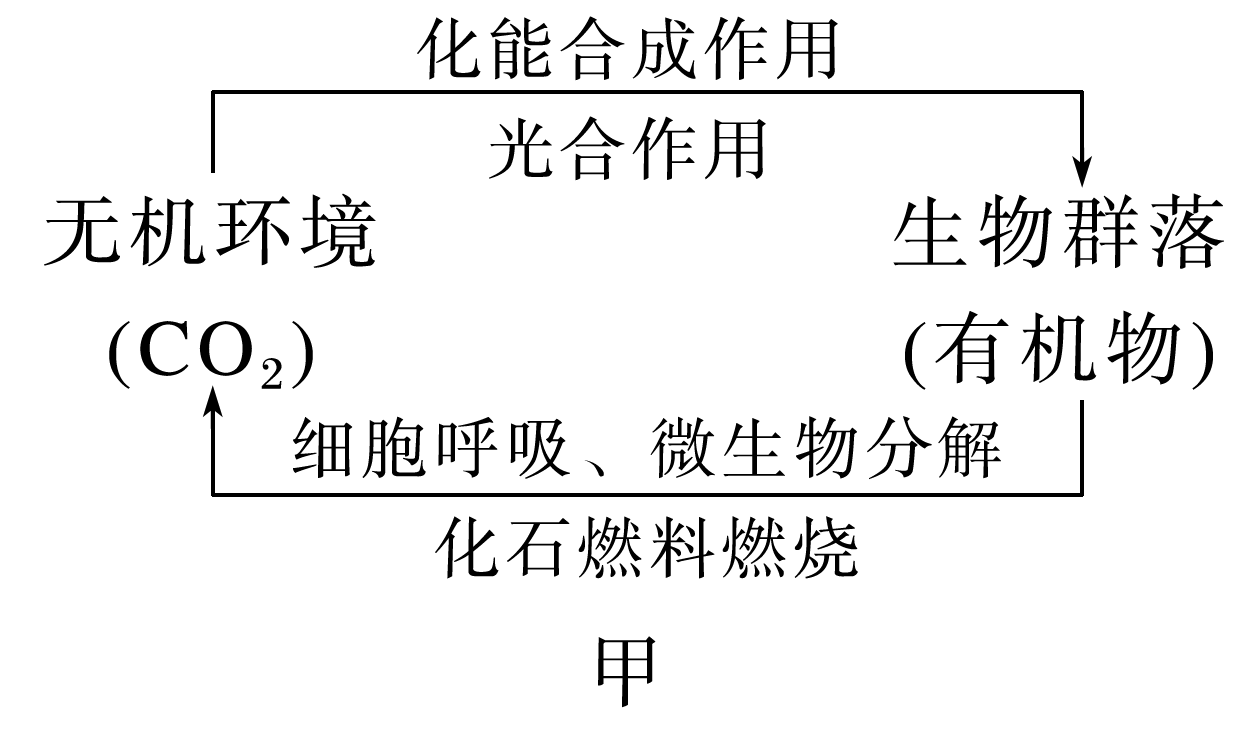 化能合成作用
光合作用
无机环境 生物群落
(CO₂) (有机物)
细胞呼吸、微生物分解
化石燃料燃烧
甲